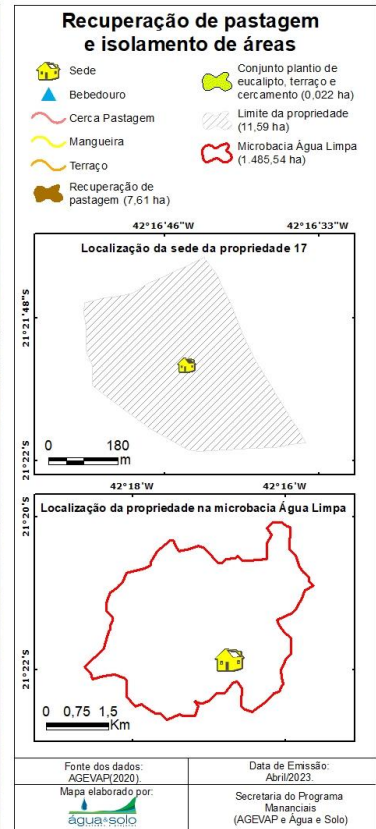 Recuperação de pastagem
e isolamento de áreas
Sede
Bebedouro
Cerca Pastagem
Mangueira
Terraço
Recuperação de
pastagem (7,61 ha)
Conjunto plantio de
eucalipto, terraço e
cercamento (0,022 ha)
Limite da propriedade
(11,59 ha)
Microbacia Água Limpa
(1.485,54 ha)
42°16'46"W 42°16'33"W
Localização da sede da propriedade 17
21°21'48"S
21°22'S
0 180
m
42°18'W 42°16'W
Localização da propriedade na microbacia Água Limpa
21°20'S
21°22'S
0 0,75 1,5
Km
Fonte dos dados:
AGEVAP(2020).
Data de Emissão:
Abril/2023.
Mapa elaborado por:
água&solo
Secretaria do Programa
Mananciais
(AGEVAP e Água e Solo)